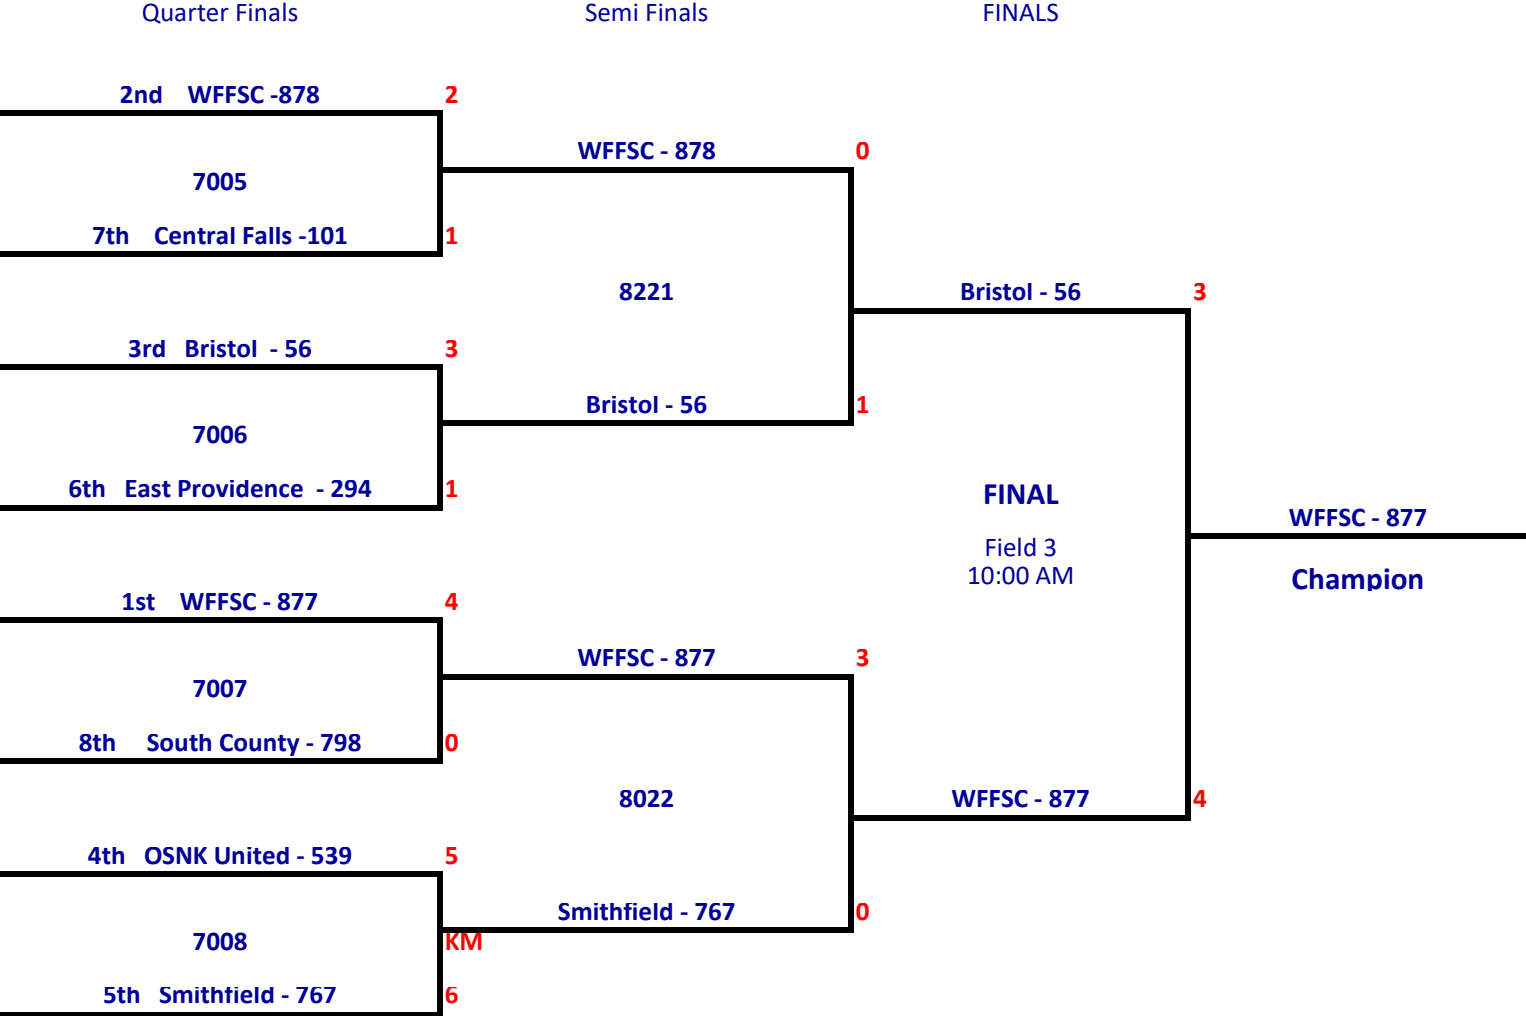 Quarter Finals
Semi Finals
FINALS
2nd WFFSC -878
2
WFFSC - 878
0
7005
7th Central Falls -101
1
8221
Bristol - 56
3
3rd Bristol - 56
3
Bristol - 56
1
7006
6th East Providence - 294
1
FINAL
WFFSC - 877
Field 3
10:00 AM
Champion
1st WFFSC - 877
4
WFFSC - 877
3
7007
8th South County - 798
0
8022
WFFSC - 877
4
4th OSNK United - 539
5
Smithfield - 767
0
7008
KM
5th Smithfield - 767
6